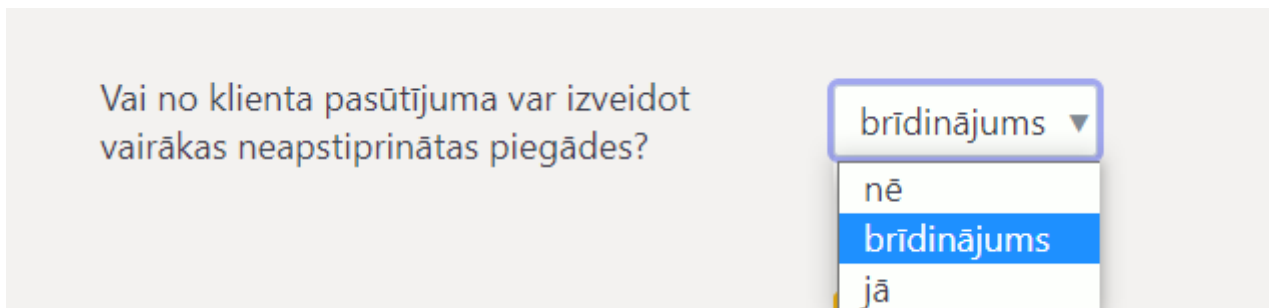 Vai no klienta pasūtījuma var izveidot
vairākas neapstiprinātas piegādes?
brīdinājums
nē
brīdinājums
jā